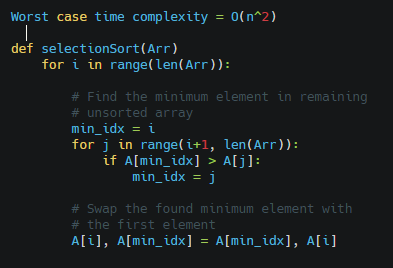 Worst case time complexity = O(n^2)
def selectionSort(Arr)
for i in range(len(Arr)):
# Find the minimum element in remaining
# unsorted array
min_idx = i
for j in range(i+1, len(Arr)):
if A[min_idx] > A[j]:
min_idx = j
# Swap the found minimum element with
# the first element
A[i], A[min_idx] = A[min_idx], A[i]